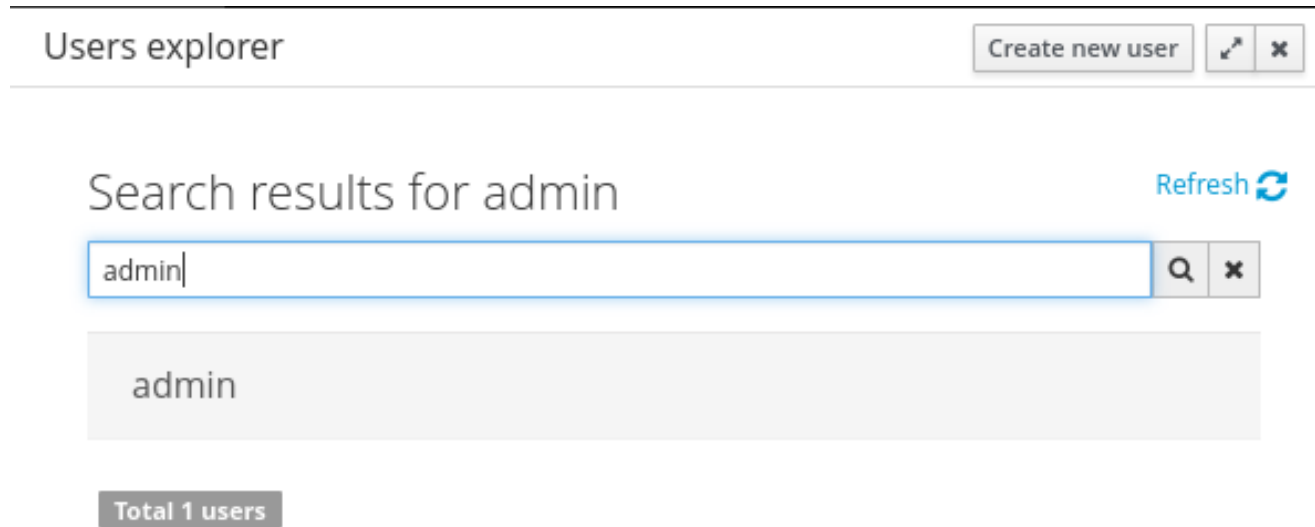 Users explorer
Create new user
Search results for admin
Refresh
admin
admin
Total 1 users